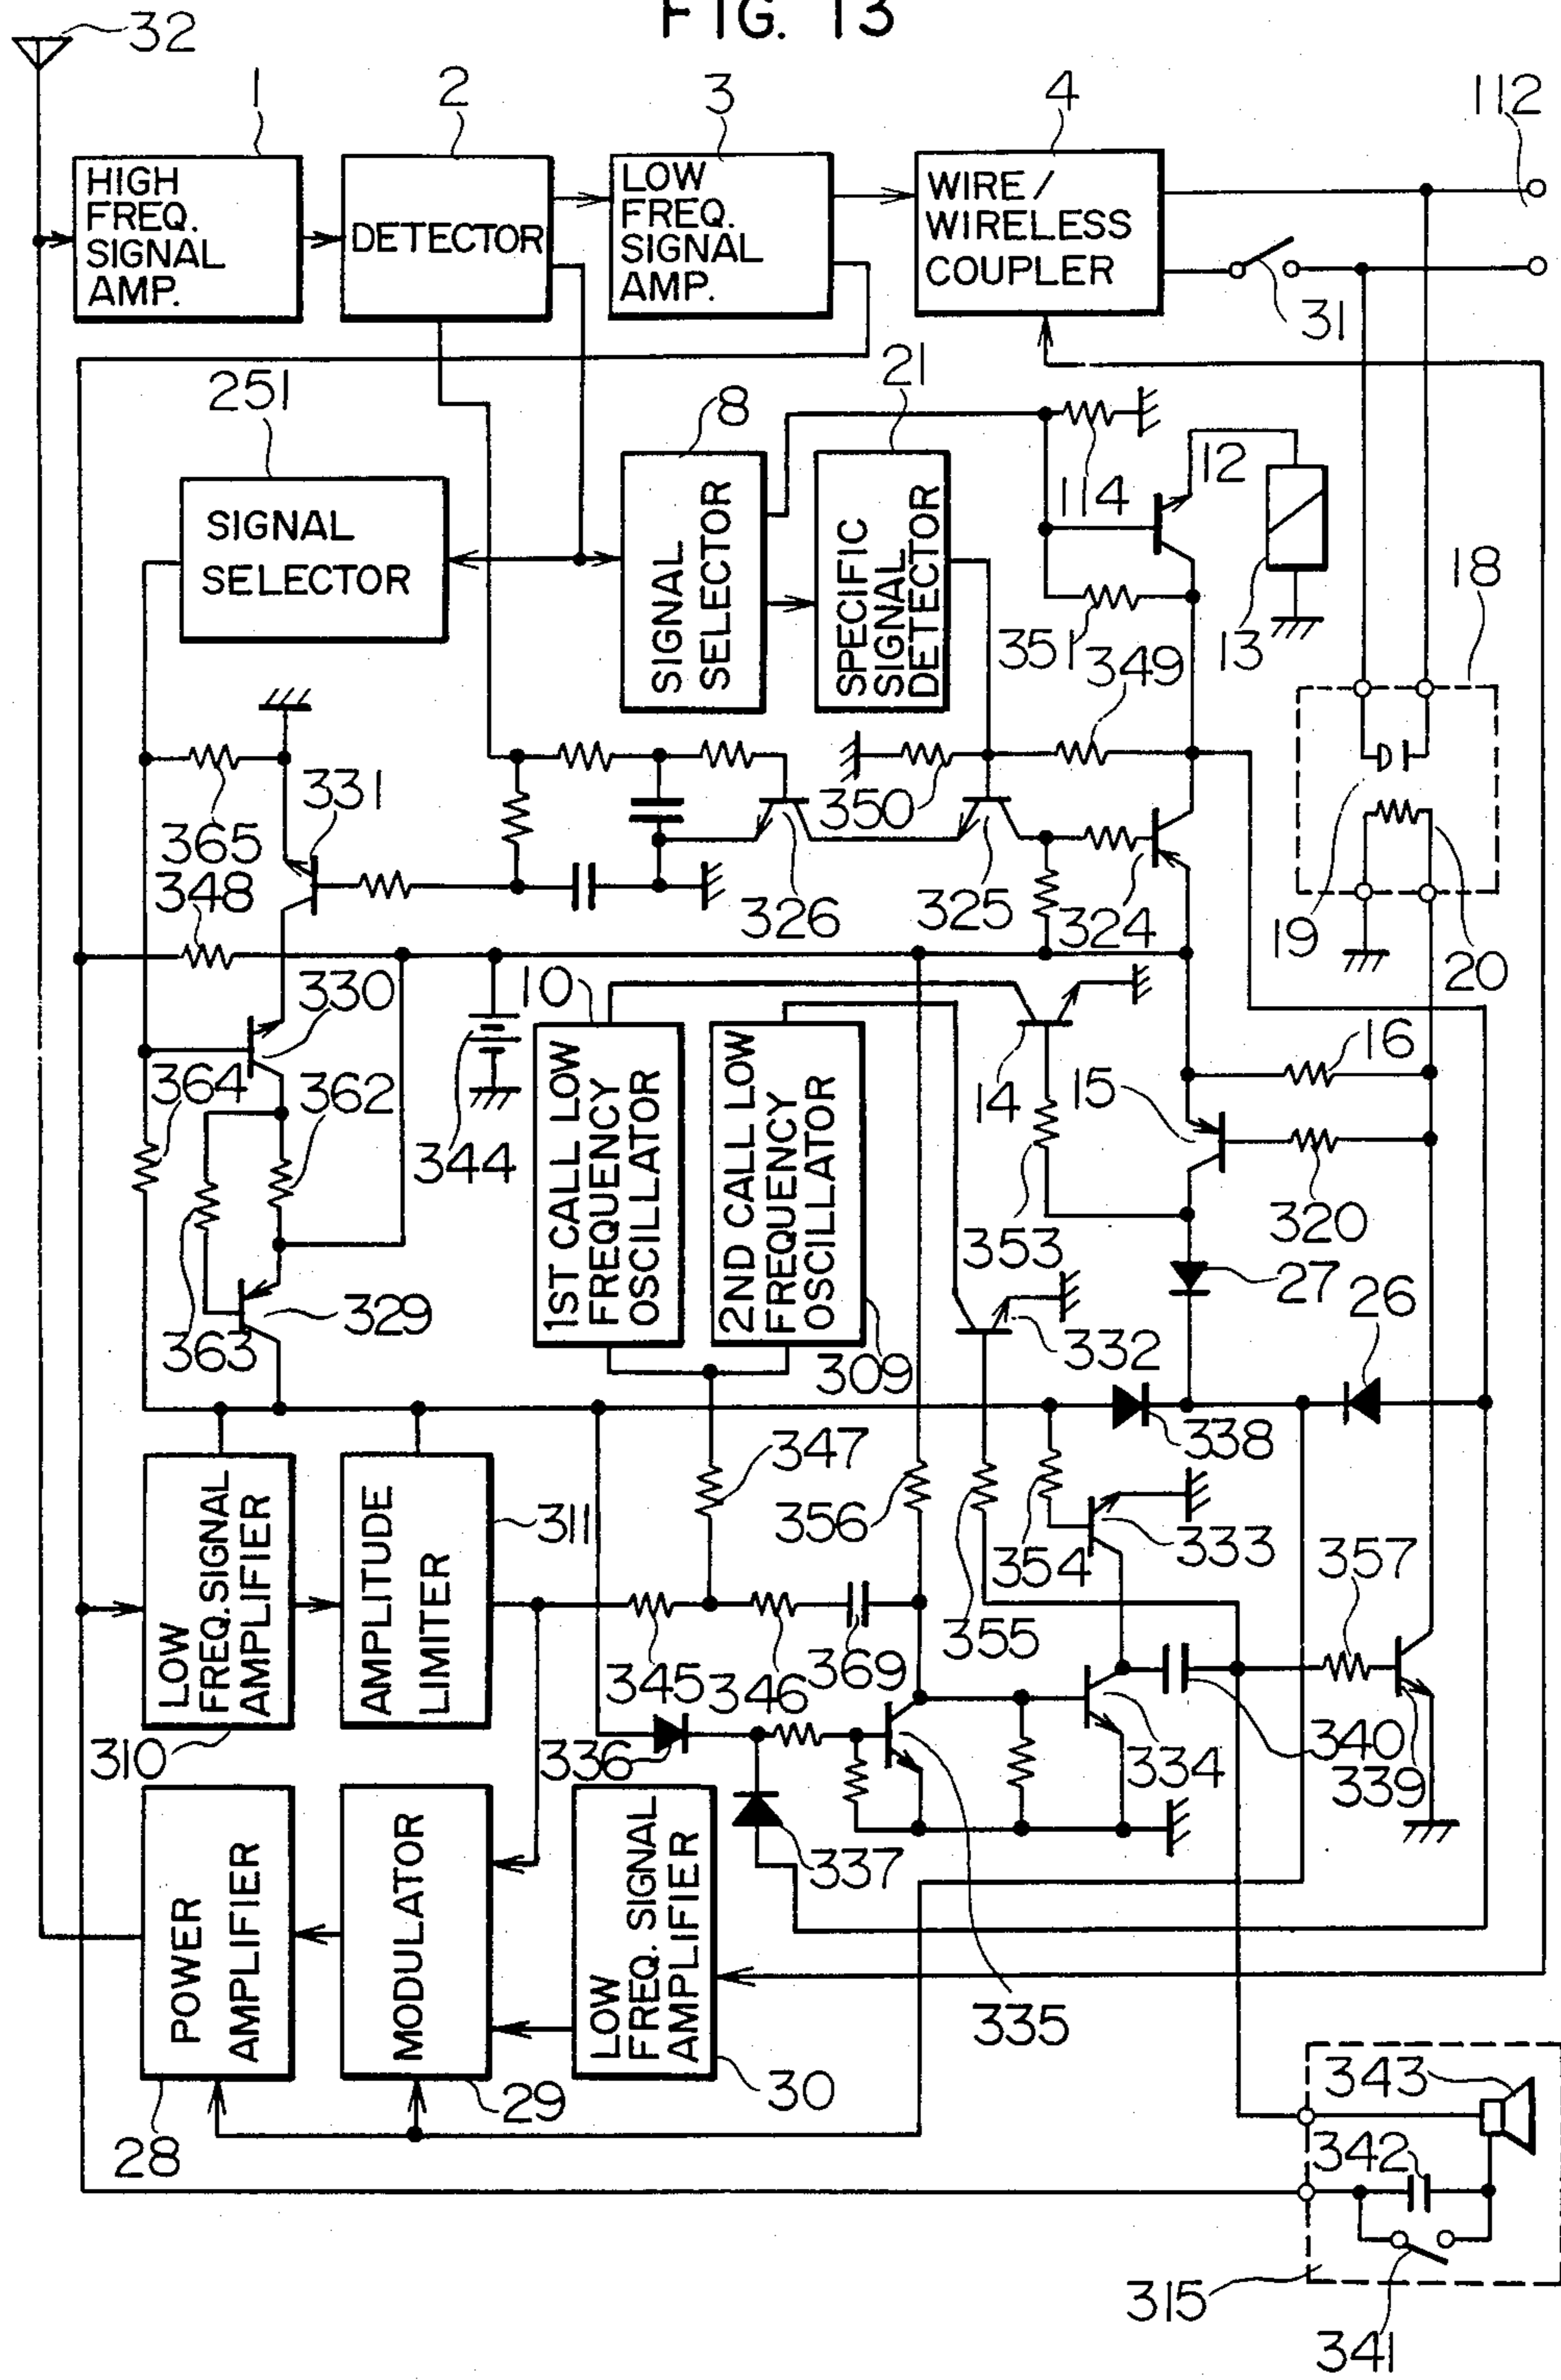 FIG. 13
32
1
2
3
4
112
HIGH
FREQ.
SIGNAL
AMP.
DETECTOR
LOW
FREQ.
SIGNAL
AMP.
WIRE/
WIRELESS
COUPLER
31
251
8
21
SIGNAL
SELECTOR
SIGNAL
SELECTOR
SPECIFIC
SIGNAL
DETECTOR
114
12
13
18
351
349
365
331
348
350
326
325
324
19
20
330
10
364
362
344
1ST CALL LOW
FREQUENCY
OSCILLATOR
2ND CALL LOW
FREQUENCY
OSCILLATOR
14
15
16
353
320
363
329
309
332
27
26
338
347
356
355
354
333
357
LOW
FREQ. SIGNAL
AMPLIFIER
AMPLITUDE
LIMITER
311
345
346
369
310
336
334
340
339
337
POWER
AMPLIFIER
MODULATOR
LOW
FREQ. SIGNAL
AMPLIFIER
335
28
29
30
343
342
315
341